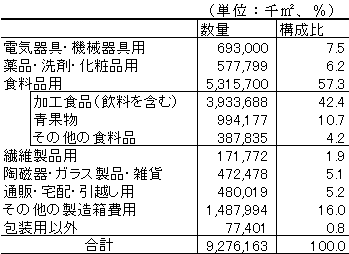 （単位：千㎡、％）
数量 構成比
電気器具・機械器具用 693,000 7.5
薬品・洗剤・化粧品用 577,799 6.2
食料品用 5,315,700 57.3
加工食品（飲料を含む） 3,933,688 42.4
青果物 994,177 10.7
その他の食料品 387,835 4.2
繊維製品用 171,772 1.9
陶磁器・ガラス製品・雑貨 472,478 5.1
通販・宅配・引越し用 480,019 5.2
その他の製造箱費用 1,487,994 16.0
包装用以外 77,401 0.8
合計 9,276,163 100.0